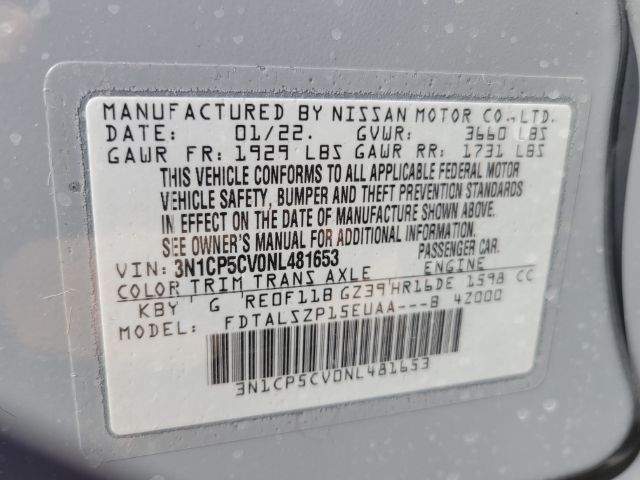 MANUFACTURED BY NISSAN MOTOR CO.,LTD.
DATE: 01/22. GVWR: 3660 LBS
GAWR FR: 1929 LBS GAWR RR: 1731 LBS
THIS VEHICLE CONFORMS TO ALL APPLICABLE FEDERAL MOTOR
VEHICLE SAFETY, BUMPER AND THEFT PREVENTION STANDARDS
IN EFFECT ON THE DATE OF MANUFACTURE SHOWN ABOVE.
SEE OWNER'S MANUAL FOR ADDITIONAL INFORMATION.
VIN: 3N1CP5CV0NL481653 PASSENGER CAR.
COLOR TRIM TRANS AXLE ENGINE
KBY G RE0F11B GZ39 HR16DE 1598 CC
MODEL: FDTALSZP15EUAA---B 4Z000
3N1CP5CV0NL481653